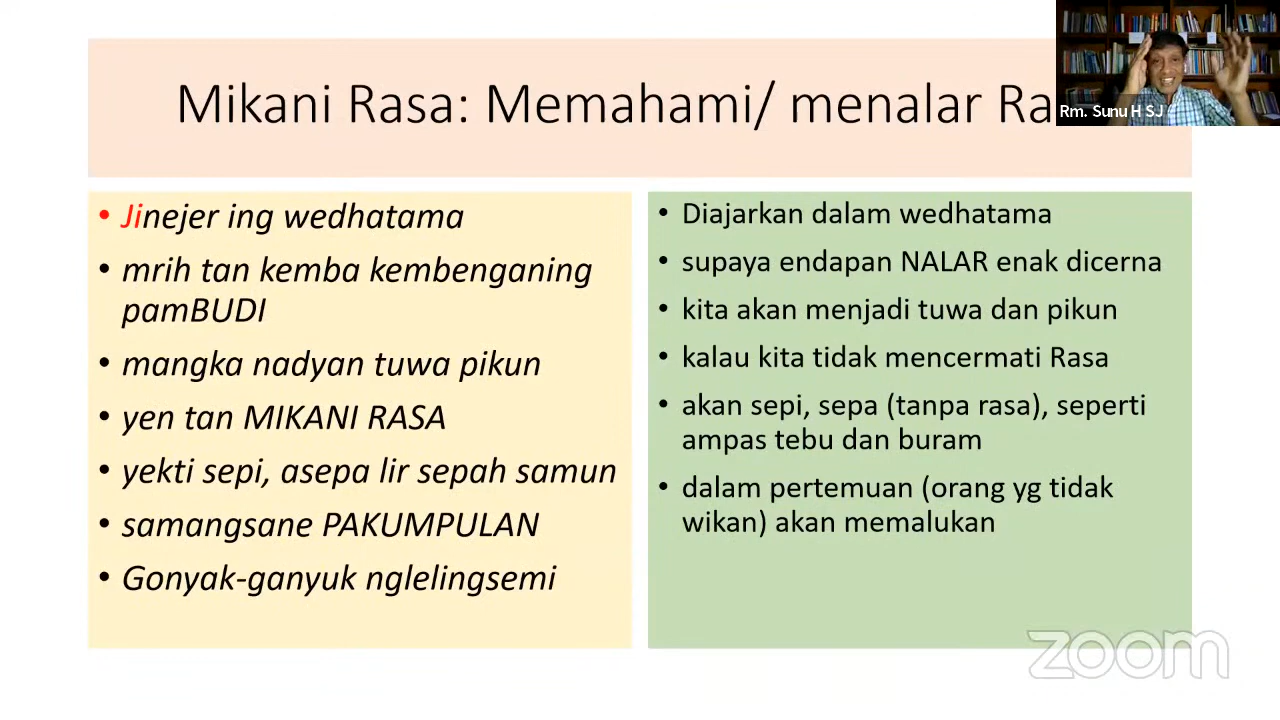 Mikani Rasa: Memahami/ menalar Ra
Rm. Sunu H SJ
• Jinejer ing wedhatama
• mrih tan kemba kembenganing
pamBUDI
• mangka nadyan tuwa pikun
• yen tan MIKANI RASA
• yekti sepi, asepa lir sepah samun
• samangsane PAKUMPULAN
• Gonyak-ganyuk nglelingsemi
• Diajarkan dalam wedhatama
• supaya endapan NALAR enak dicerna
• kita akan menjadi tuwa dan pikun
• kalau kita tidak mencermati Rasa
• akan sepi, sepa (tanpa rasa), seperti
ampas tebu dan buram
• dalam pertemuan (orang yg tidak
wikan) akan memalukan
zoom